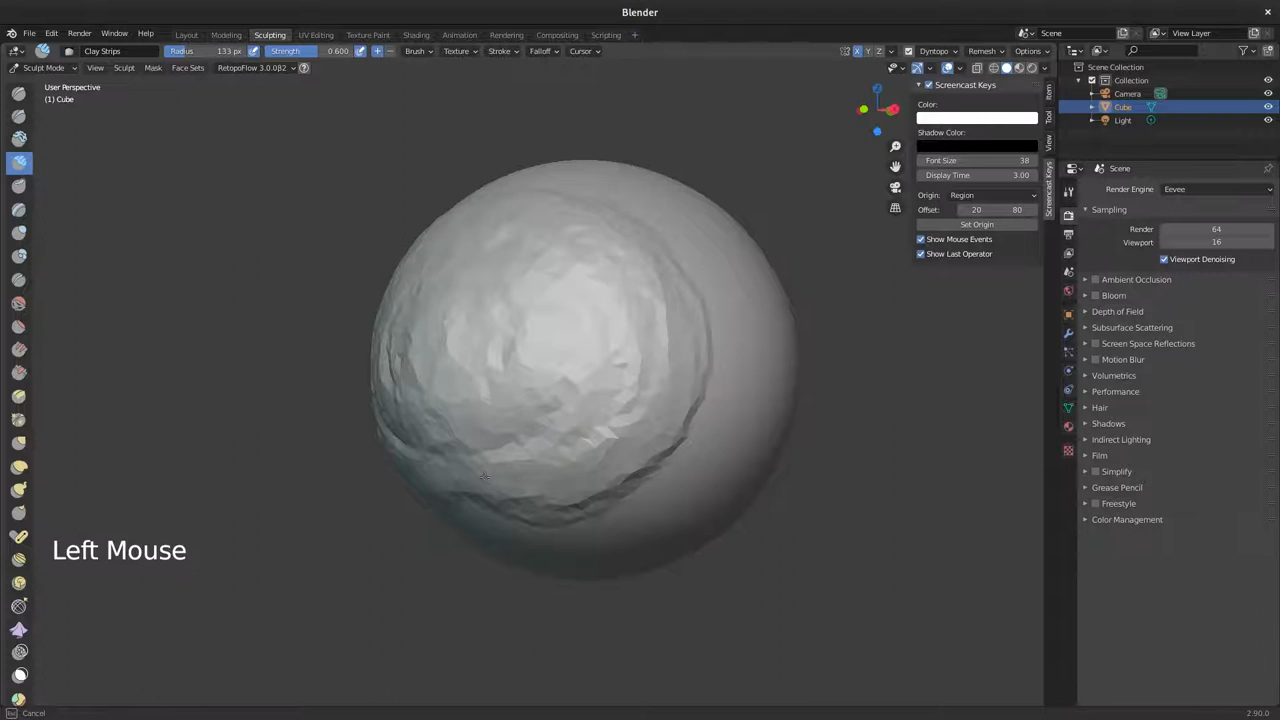 Blender
File Edit Render Window Help Layout Modeling Sculpting UV Editing Texture Paint Shading Animation Rendering Compositing Scripting + Scene View Layer
Clay Strips Radius 133 px Strength 0.600 Brush Texture Stroke Falloff Cursor X Y Z Dyntopo Remesh Options
Sculpt Mode View Sculpt Mask Face Sets RetopoFlow 3.0.0β2
User Perspective
(1) Cube
Screencast Keys
Color:
Shadow Color:
Font Size 38
Display Time 3.00
Origin: Region
Offset: 20 80
Set Origin
Show Mouse Events
Show Last Operator
Item
Tool
View
Screencast Keys
Scene Collection
Collection
Camera
Cube
Light
Scene
Render Engine Eevee
Sampling
Render 64
Viewport 16
Viewport Denoising
Ambient Occlusion
Bloom
Depth of Field
Subsurface Scattering
Screen Space Reflections
Motion Blur
Volumetrics
Performance
Hair
Shadows
Indirect Lighting
Film
Simplify
Grease Pencil
Freestyle
Color Management
Left Mouse
Cancel 2.90.0